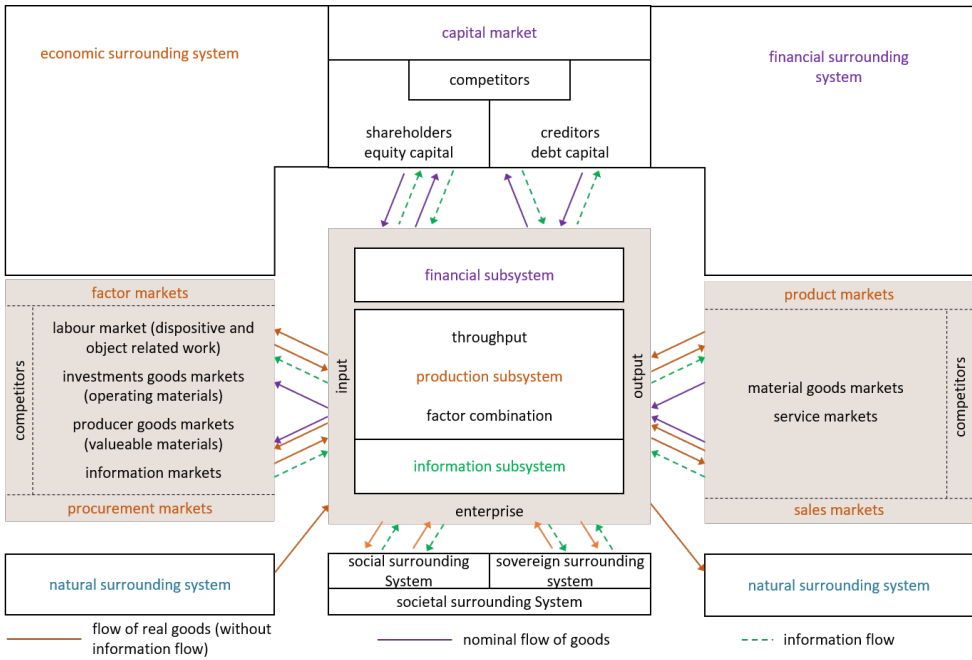 economic surrounding system
capital market
financial surrounding
system
competitors
shareholders
equity capital
creditors
debt capital
financial subsystem
factor markets
competitors
labour market (dispositive and
object related work)
investments goods markets
(operating materials)
producer goods markets
(valueable materials)
information markets
procurement markets
input
throughput
production subsystem
factor combination
information subsystem
output
enterprise
product markets
material goods markets
service markets
competitors
sales markets
natural surrounding system
social surrounding
System
sovereign surrounding
system
societal surrounding System
natural surrounding system
flow of real goods (without
information flow)
nominal flow of goods
information flow